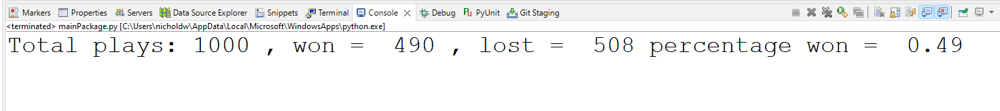 Markers Properties Servers Data Source Explorer Snippets Terminal Console Debug PyUnit Git Staging
<terminated> mainPackage.py [C:\Users\nicholdw\AppData\Local\Microsoft\WindowsApps\python.exe]
Total plays: 1000 , won =  490 , lost =  508 percentage won =  0.49